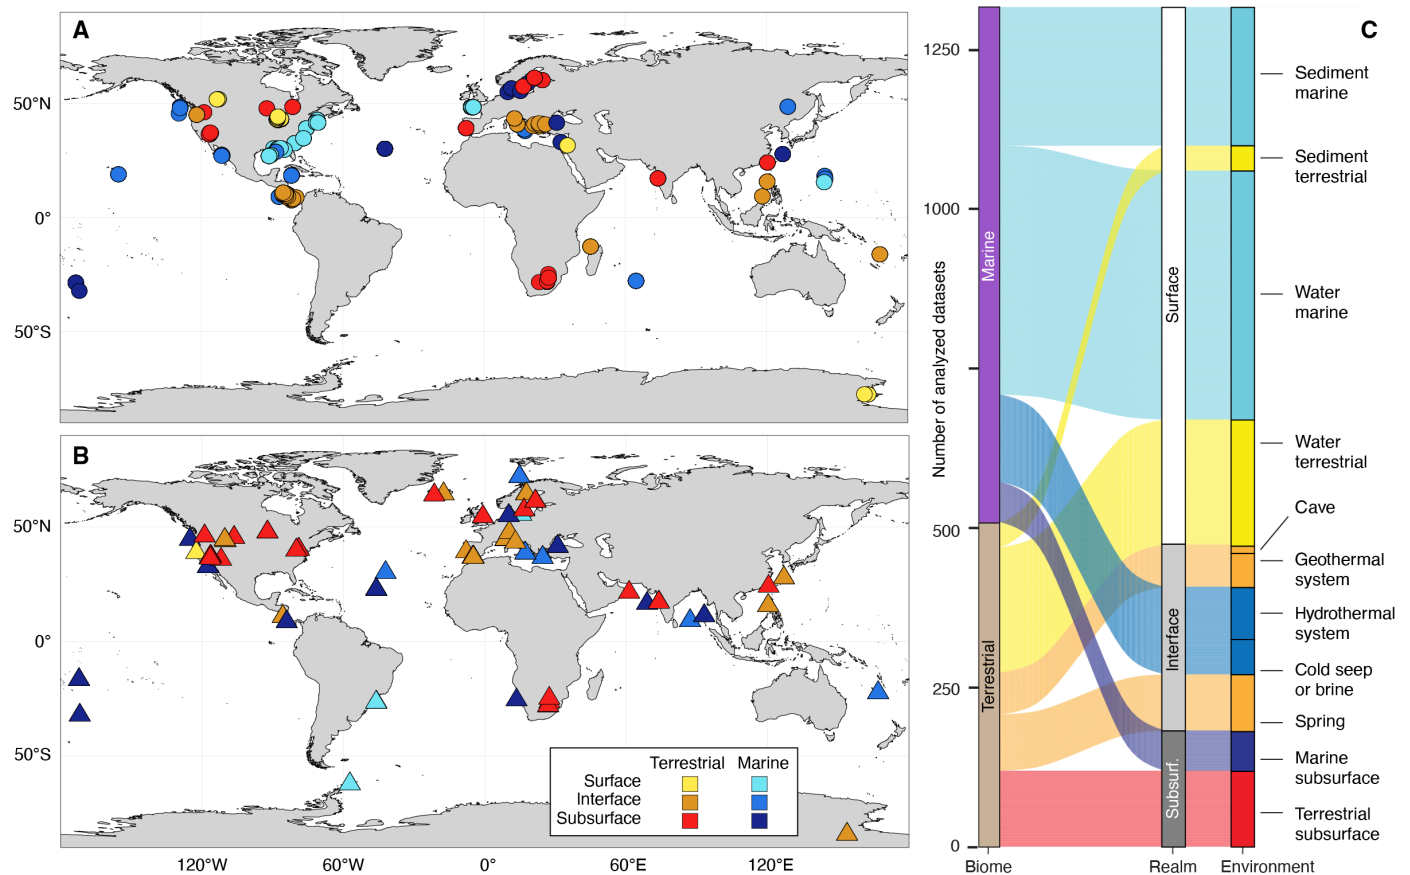 A
50°N
0°
50°S
B
50°N
0°
50°S
120°W
60°W
0°
60°E
120°E
Terrestrial
Marine
Surface
Interface
Subsurface
C
Number of analyzed datasets
1250
1000
500
250
0
Marine
Terrestrial
Surface
Interface
Subsurf.
Sediment
marine
Sediment
terrestrial
Water
marine
Water
terrestrial
Cave
Geothermal
system
Hydrothermal
system
Cold seep
or brine
Spring
Marine
subsurface
Terrestrial
subsurface
Biome
Realm
Environment